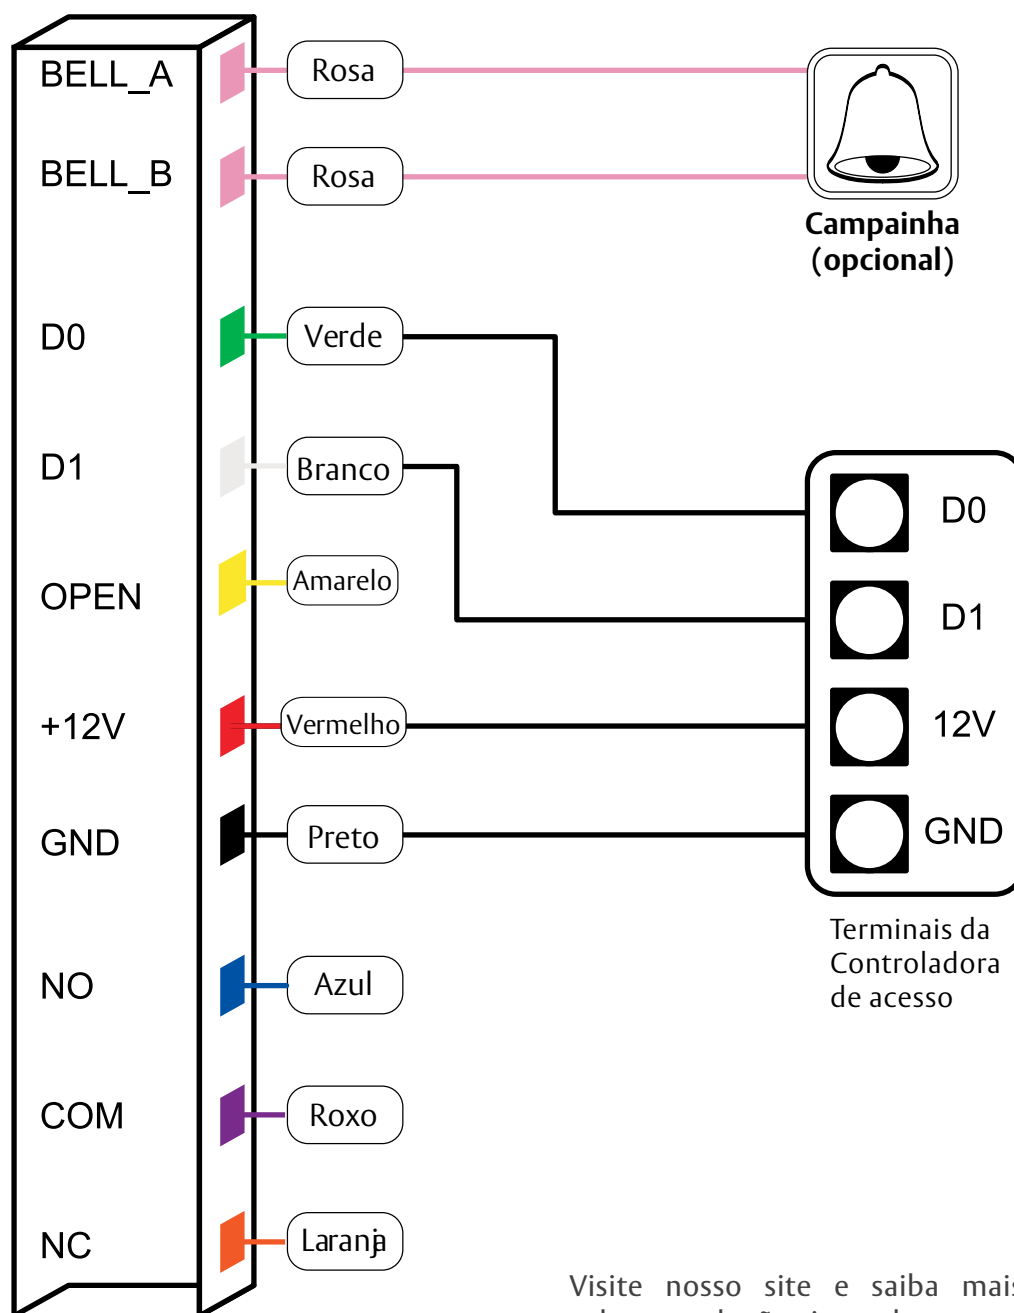 BELL_A
Rosa
BELL_B
Rosa
Campainha
(opcional)
D0
Verde
D1
Branco
OPEN
Amarelo
+12V
Vermelho
GND
Preto
NO
Azul
COM
Roxo
NC
Laranja
D0
D1
12V
GND
Terminais da
Controladora
de acesso
Visite nosso site e saiba mais